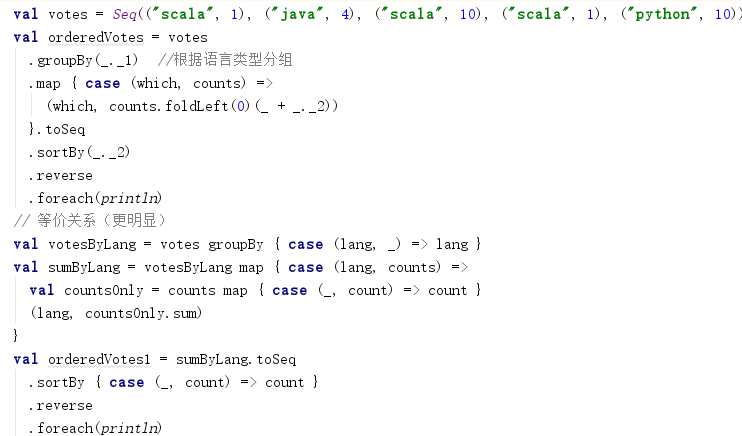 val votes = Seq(("scala", 1), ("java", 4), ("scala", 10), ("scala", 1), ("python", 10))
val orderedVotes = votes
  .groupBy(_._1)  //根据语言类型分组
  .map { case (which, counts) =>
    (which, counts.foldLeft(0)(_ + _._2))
  }.toSeq
  .sortBy(_._2)
  .reverse
  .foreach(println)
// 等价关系（更明显）
val votesByLang = votes groupBy { case (lang, _) => lang }
val sumByLang = votesByLang map { case (lang, counts) =>
  val countsOnly = counts map { case (_, count) => count }
  (lang, countsOnly.sum)
}
val orderedVotes1 = sumByLang.toSeq
  .sortBy { case (_, count) => count }
  .reverse
  .foreach(println)